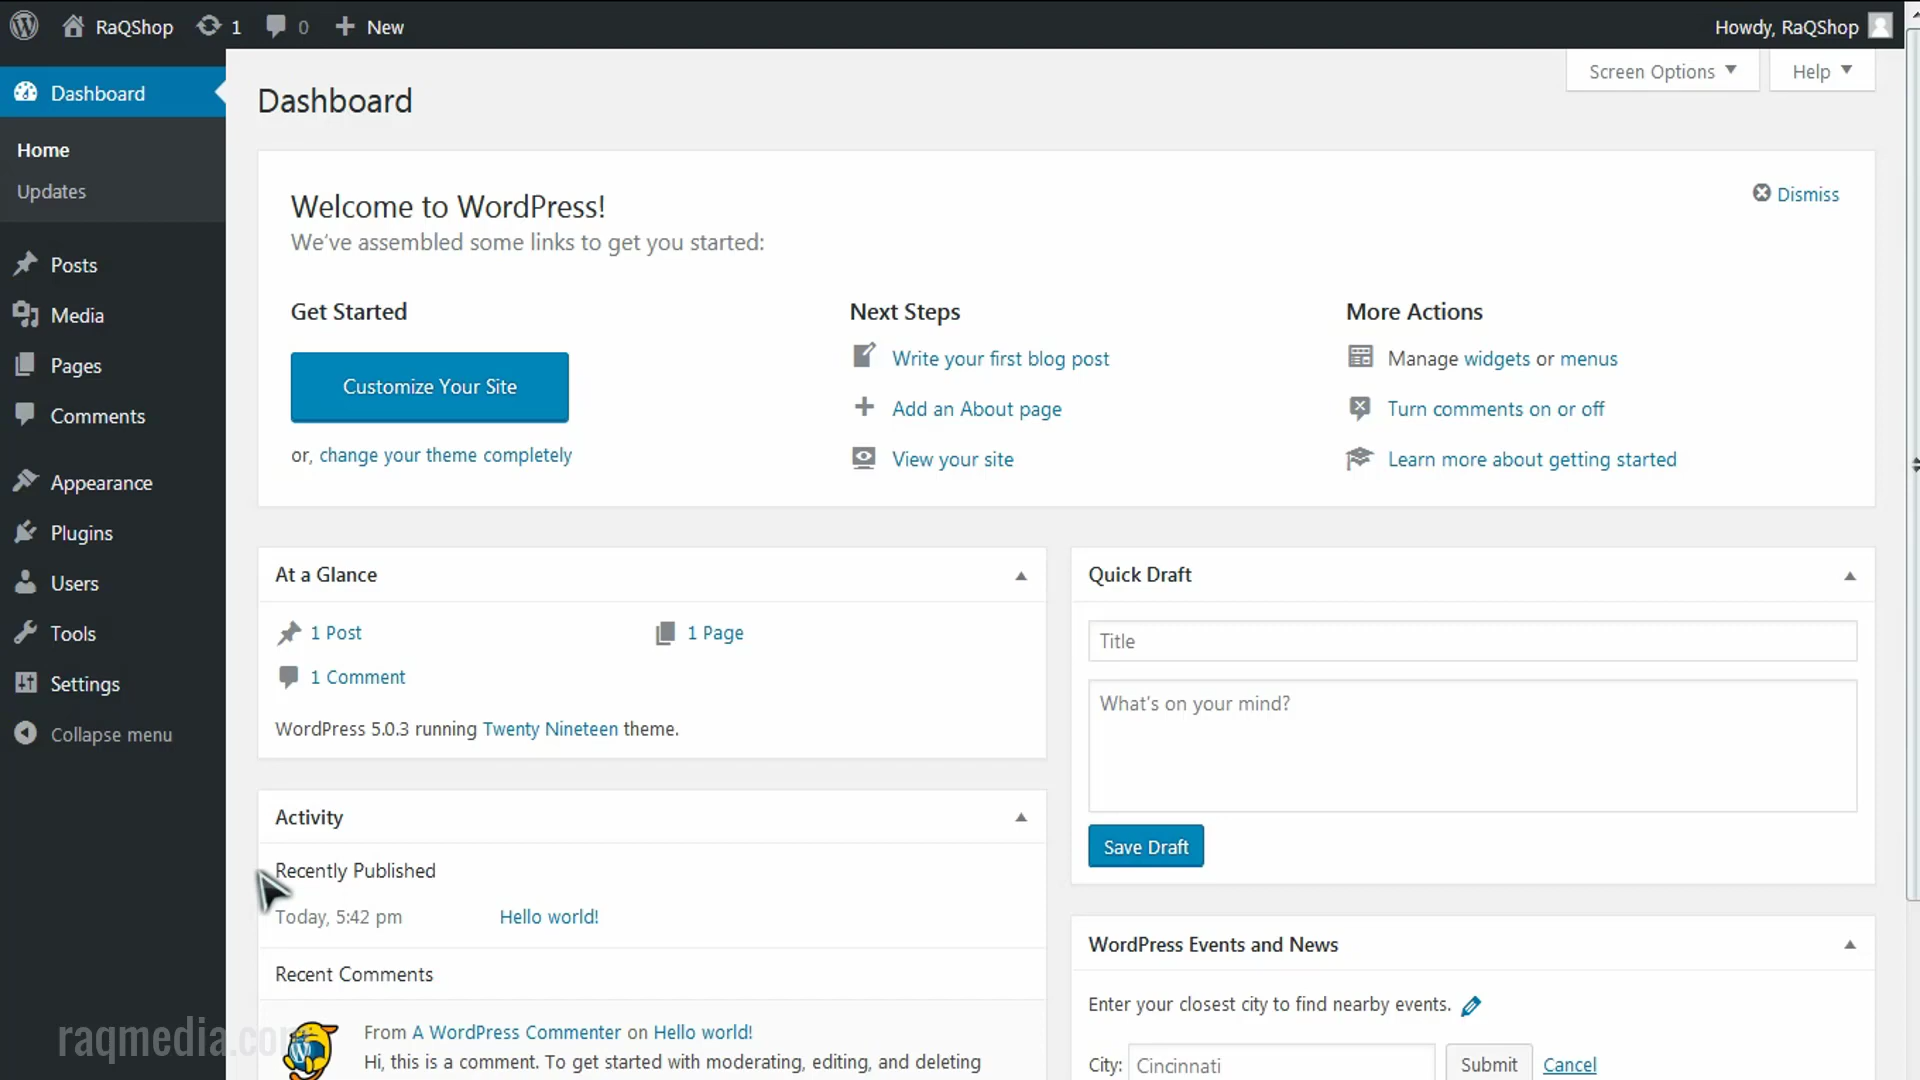 RaQShop 1 0 New Howdy, RaQShop
Screen Options Help
Dashboard
Home
Updates
Posts
Media
Pages
Comments
Appearance
Plugins
Users
Tools
Settings
Collapse menu
Dashboard
Welcome to WordPress!
We've assembled some links to get you started:
Dismiss
Get Started
Customize Your Site
or, change your theme completely
Next Steps
Write your first blog post
Add an About page
View your site
More Actions
Manage widgets or menus
Turn comments on or off
Learn more about getting started
At a Glance
1 Post 1 Page
1 Comment
WordPress 5.0.3 running Twenty Nineteen theme.
Activity
Recently Published
Today, 5:42 pm Hello world!
Recent Comments
From A WordPress Commenter on Hello world!
Hi, this is a comment. To get started with moderating, editing, and deleting
Quick Draft
Title
What's on your mind?
Save Draft
WordPress Events and News
Enter your closest city to find nearby events.
City: Cincinnati Submit Cancel
raqmedia.com